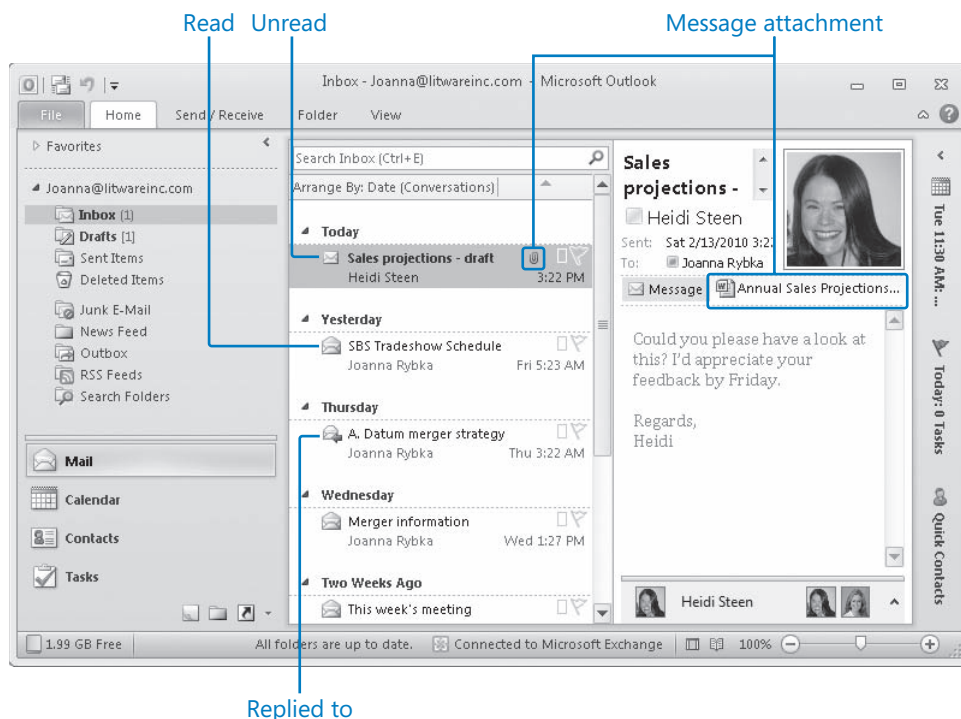 Read Unread Message attachment
Inbox - Joanna@litwareinc.com - Microsoft Outlook
File Home Send / Receive Folder View
Favorites
Joanna@litwareinc.com
Inbox (1)
Drafts [1]
Sent Items
Deleted Items
Junk E-Mail
News Feed
Outbox
RSS Feeds
Search Folders
Mail
Calendar
Contacts
Tasks
Search Inbox (Ctrl+E)
Arrange By: Date (Conversations)
Today
Sales projections - draft
Heidi Steen 3:22 PM
Yesterday
SBS Tradeshow Schedule
Joanna Rybka Fri 5:23 AM
Thursday
A. Datum merger strategy
Joanna Rybka Thu 3:22 AM
Wednesday
Merger information
Joanna Rybka Wed 1:27 PM
Two Weeks Ago
This week's meeting
Sales
projections -
Heidi Steen
Sent: Sat 2/13/2010 3:2
To: Joanna Rybka
Message Annual Sales Projections...
Could you please have a look at
this? I'd appreciate your
feedback by Friday.
Regards,
Heidi
Heidi Steen
Tue 11:30 AM: ...
Today: 0 Tasks
Quick Contacts
1.99 GB Free All folders are up to date. Connected to Microsoft Exchange 100%
Replied to